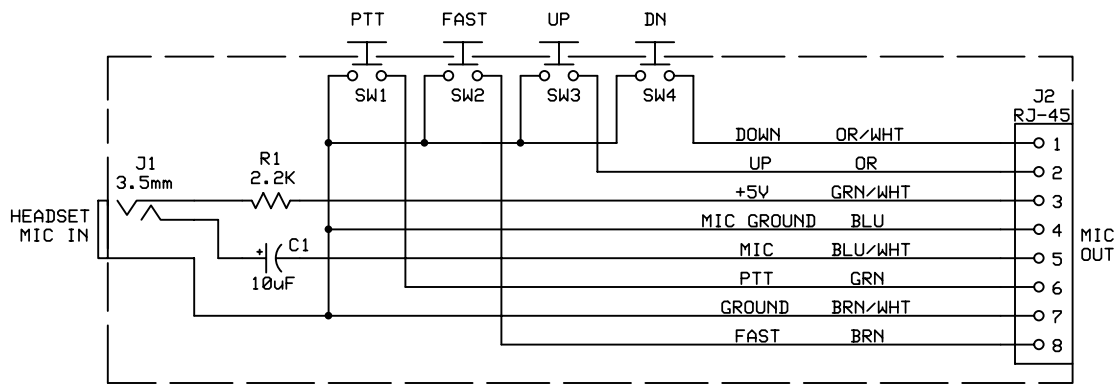 PTT FAST UP DN
SW1 SW2 SW3 SW4
J2
RJ-45
DOWN OR/WHT 1
UP OR 2
J1
3.5mm
R1
2.2K
+5V GRN/WHT 3
HEADSET
MIC IN
MIC GROUND BLU 4
MIC
OUT
+ C1
10uF
MIC BLU/WHT 5
PTT GRN 6
GROUND BRN/WHT 7
FAST BRN 8